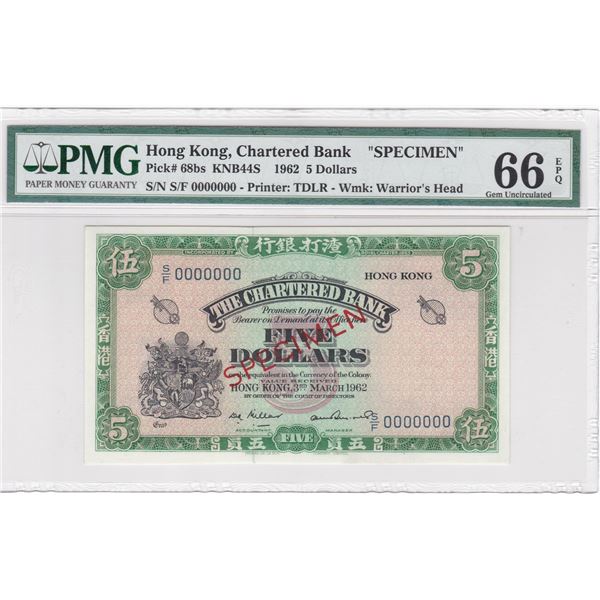 PMG
PAPER MONEY GUARANTY
Hong Kong, Chartered Bank "SPECIMEN"
Pick# 68bs KNB44S 1962 5 Dollars
S/N S/F 0000000 - Printer: TDLR - Wmk: Warrior's Head
66 EPQ
Gem Uncirculated
行銀打渣
伍
5
S/F 0000000
HONG KONG
THE CHARTERED BANK
Promises to pay the
Bearer on Demand at its Office here
FIVE
DOLLARS
SPECIMEN
or the equivalent in the Currency of the Colony.
VALUE RECEIVED
HONG KONG, 3RD MARCH 1962
BY ORDER OF THE COURT OF DIRECTORS
香港
香港
S/F 0000000
ACCOUNTANT
MANAGER
5
員五
FIVE
員五
伍